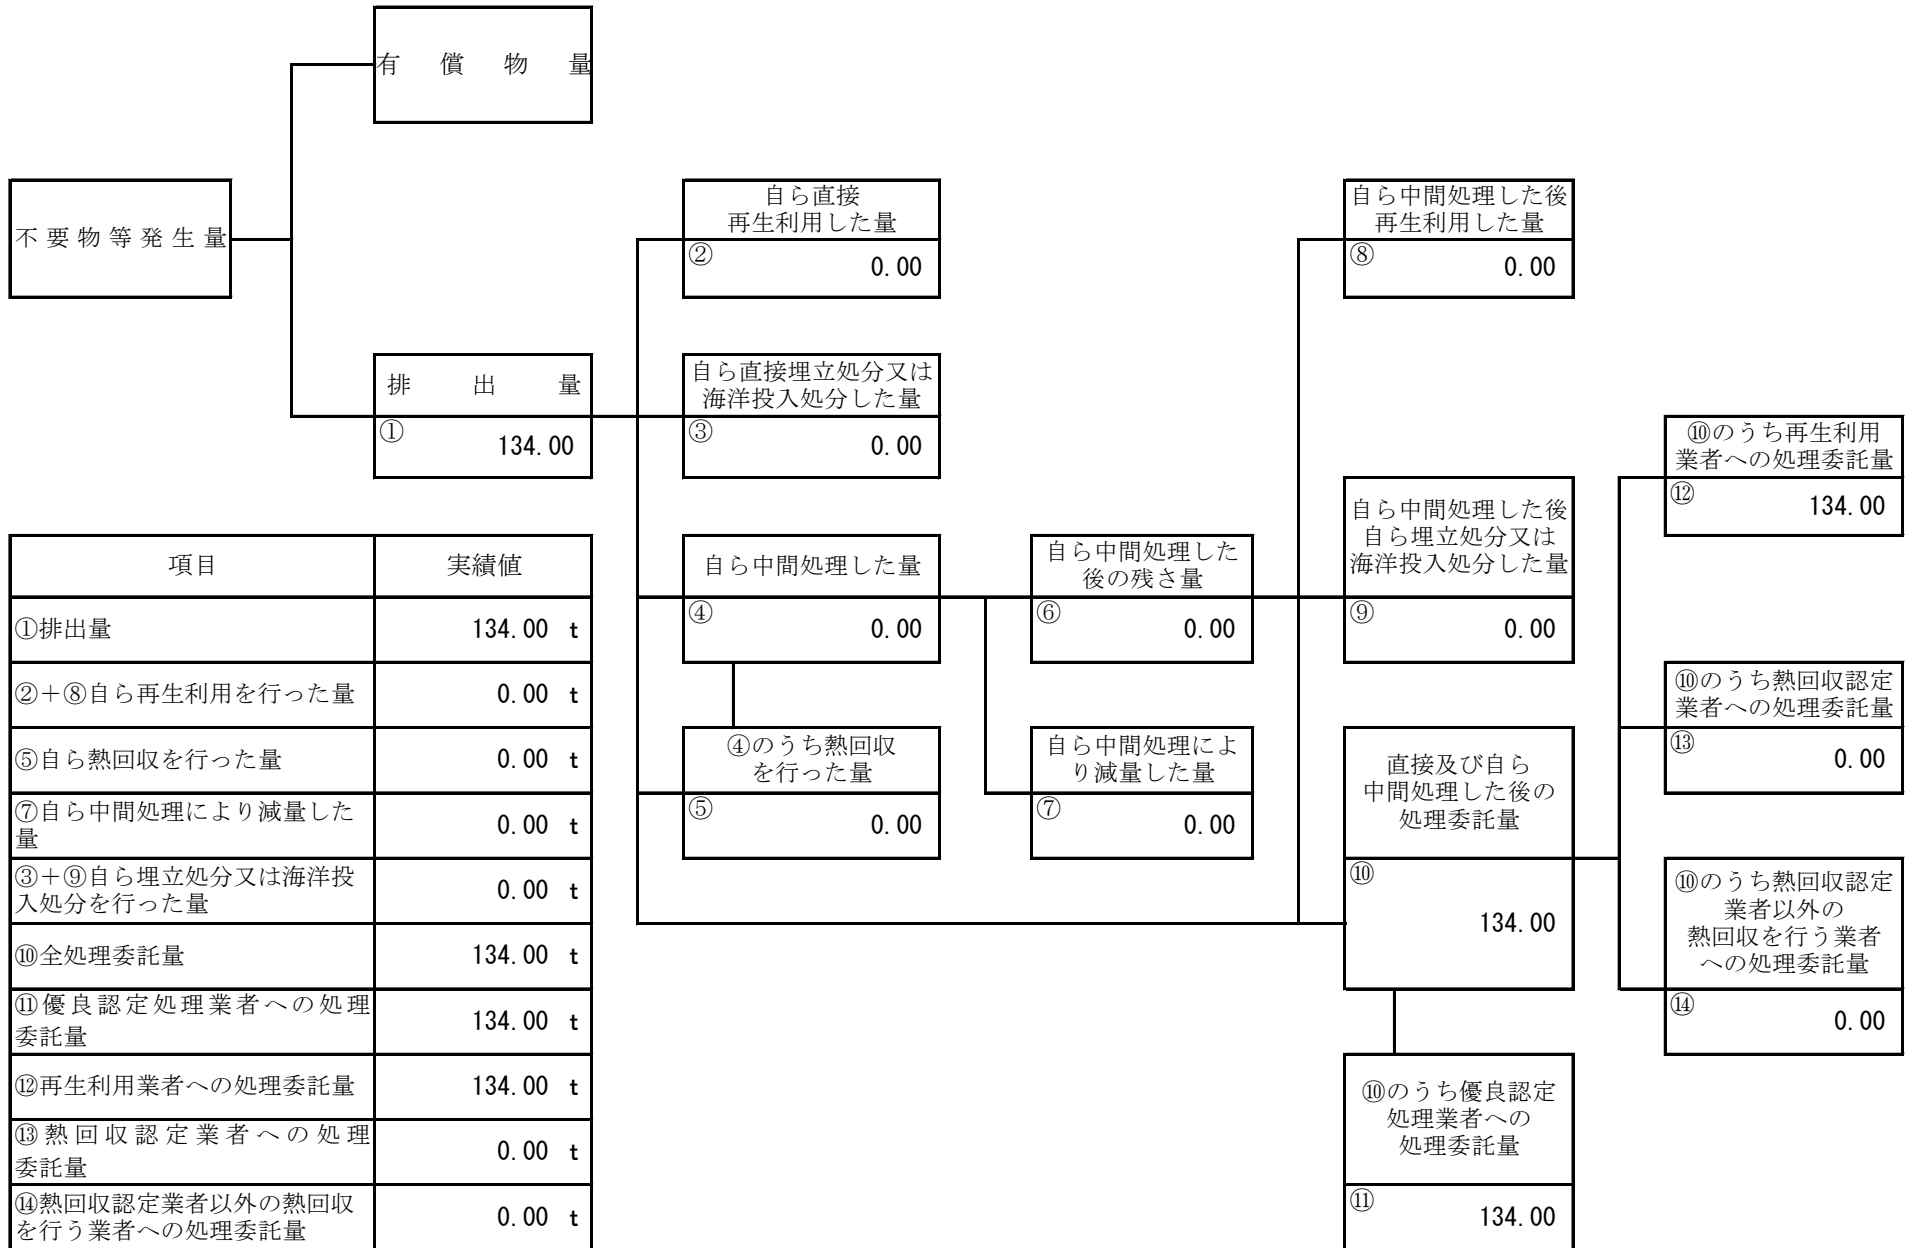 有償物量
不要物等発生量
排出量
① 134.00
自ら直接
再生利用した量
② 0.00
自ら直接埋立処分又は
海洋投入処分した量
③ 0.00
自ら中間処理した量
④ 0.00
④のうち熱回収
を行った量
⑤ 0.00
自ら中間処理した
後の残さ量
⑥ 0.00
自ら中間処理によ
り減量した量
⑦ 0.00
自ら中間処理した後
再生利用した量
⑧ 0.00
自ら中間処理した後
自ら埋立処分又は
海洋投入処分した量
⑨ 0.00
直接及び自ら
中間処理した後の
処理委託量
⑩
134.00
⑩のうち優良認定
処理業者への
処理委託量
⑪ 134.00
⑩のうち再生利用
業者への処理委託量
⑫ 134.00
⑩のうち熱回収認定
業者への処理委託量
⑬ 0.00
⑩のうち熱回収認定
業者以外の
熱回収を行う業者
への処理委託量
⑭ 0.00
項目 実績値
①排出量 134.00 t
②+⑧自ら再生利用を行った量 0.00 t
⑤自ら熱回収を行った量 0.00 t
⑦自ら中間処理により減量した
量 0.00 t
③+⑨自ら埋立処分又は海洋投
入処分を行った量 0.00 t
⑩全処理委託量 134.00 t
⑪優良認定処理業者への処理
委託量 134.00 t
⑫再生利用業者への処理委託量 134.00 t
⑬熱回収認定業者への処理
委託量 0.00 t
⑭熱回収認定業者以外の熱回収
を行う業者への処理委託量 0.00 t